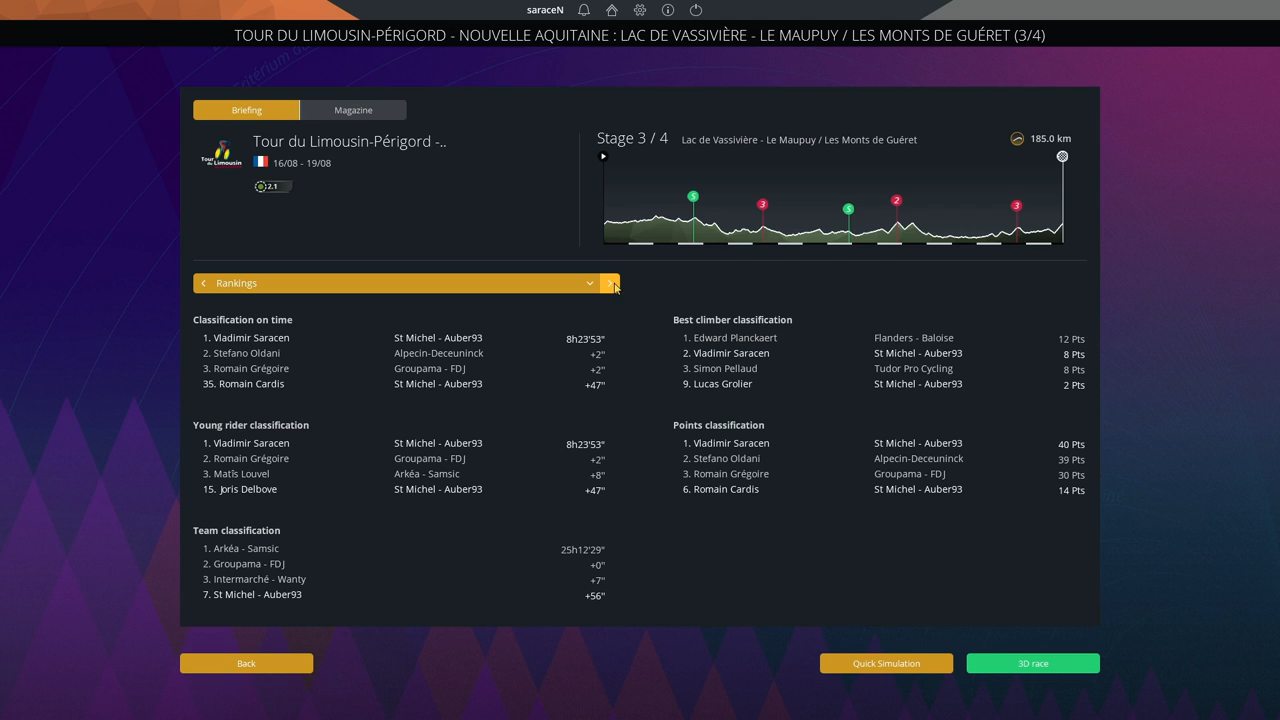 saraceN
TOUR DU LIMOUSIN-PÉRIGORD - NOUVELLE AQUITAINE : LAC DE VASSIVIÈRE - LE MAUPUY / LES MONTS DE GUÉRET (3/4)
Briefing
Magazine
Tour du Limousin
Tour du Limousin-Périgord -..
16/08 - 19/08
2.1
Stage 3 / 4
Lac de Vassivière - Le Maupuy / Les Monts de Guéret
185.0 km
S
3
S
2
3
Rankings
Classification on time
1. Vladimir Saracen St Michel - Auber93 8h23'53"
2. Stefano Oldani Alpecin-Deceuninck +2"
3. Romain Grégoire Groupama - FDJ +2"
35. Romain Cardis St Michel - Auber93 +47"
Best climber classification
1. Edward Planckaert Flanders - Baloise 12 Pts
2. Vladimir Saracen St Michel - Auber93 8 Pts
3. Simon Pellaud Tudor Pro Cycling 8 Pts
9. Lucas Grolier St Michel - Auber93 2 Pts
Young rider classification
1. Vladimir Saracen St Michel - Auber93 8h23'53"
2. Romain Grégoire Groupama - FDJ +2"
3. Matîs Louvel Arkéa - Samsic +8"
15. Joris Delbove St Michel - Auber93 +47"
Points classification
1. Vladimir Saracen St Michel - Auber93 40 Pts
2. Stefano Oldani Alpecin-Deceuninck 39 Pts
3. Romain Grégoire Groupama - FDJ 30 Pts
6. Romain Cardis St Michel - Auber93 14 Pts
Team classification
1. Arkéa - Samsic 25h12'29"
2. Groupama - FDJ +0"
3. Intermarché - Wanty +7"
7. St Michel - Auber93 +56"
Back
Quick Simulation
3D race